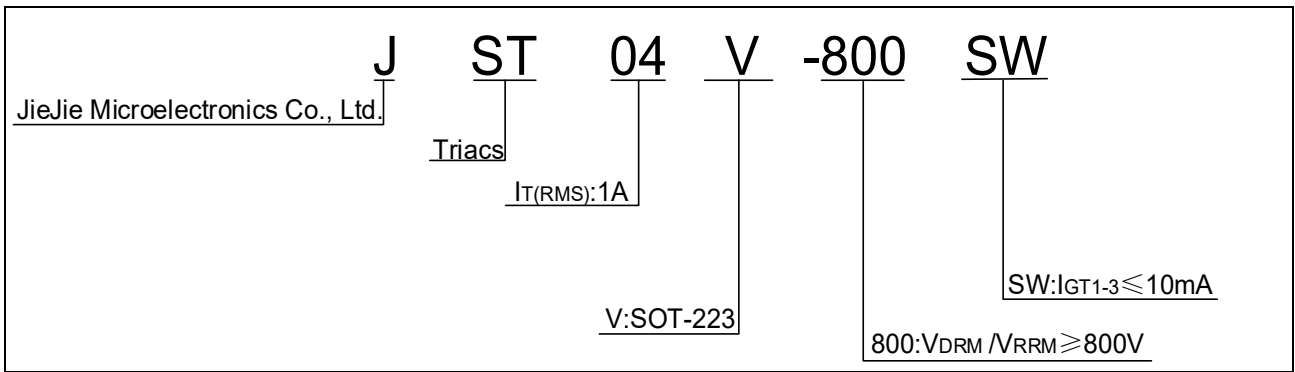 J ST 04 V -800 SW
JieJie Microelectronics Co., Ltd.
Triacs
IT(RMS):1A
SW:IGT1-3≤10mA
V:SOT-223
800:VDRM /VRRM≥800V